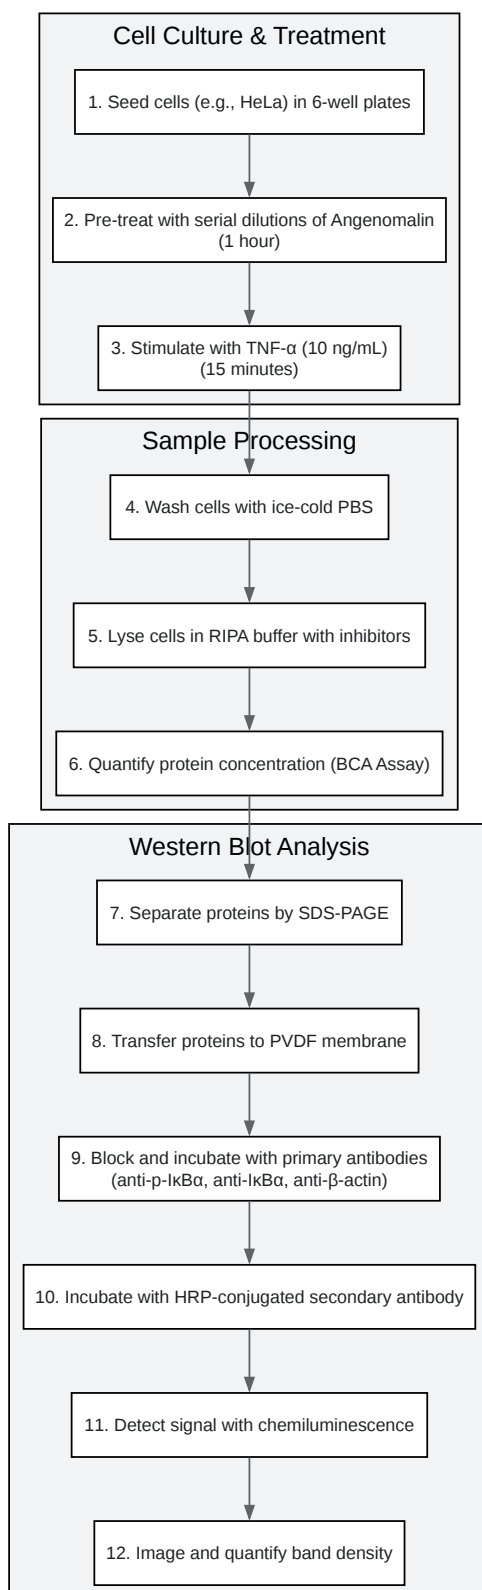 Cell Culture & Treatment
1. Seed cells (e.g., HeLa) in 6-well plates
2. Pre-treat with serial dilutions of Angenomalin
(1 hour)
3. Stimulate with TNF-α (10 ng/mL)
(15 minutes)
Sample Processing
4. Wash cells with ice-cold PBS
5. Lyse cells in RIPA buffer with inhibitors
6. Quantify protein concentration (BCA Assay)
Western Blot Analysis
7. Separate proteins by SDS-PAGE
8. Transfer proteins to PVDF membrane
9. Block and incubate with primary antibodies
(anti-p-IκBα, anti-IκBα, anti-β-actin)
10. Incubate with HRP-conjugated secondary antibody
11. Detect signal with chemiluminescence
12. Image and quantify band density